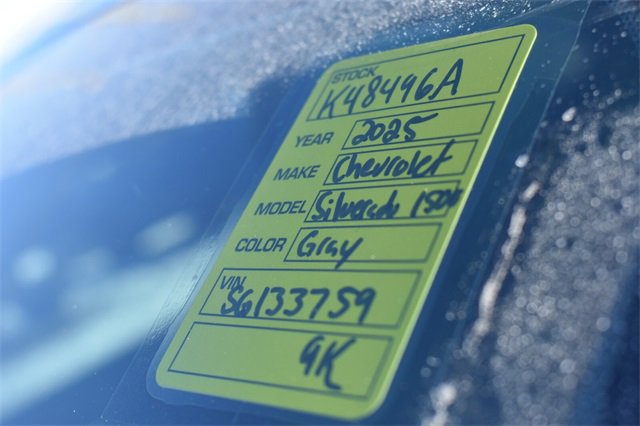 STOCK
K48496A
YEAR 2025
MAKE Chevrolet
MODEL Silverado 1500
COLOR Gray
VIN
SG133759
9K